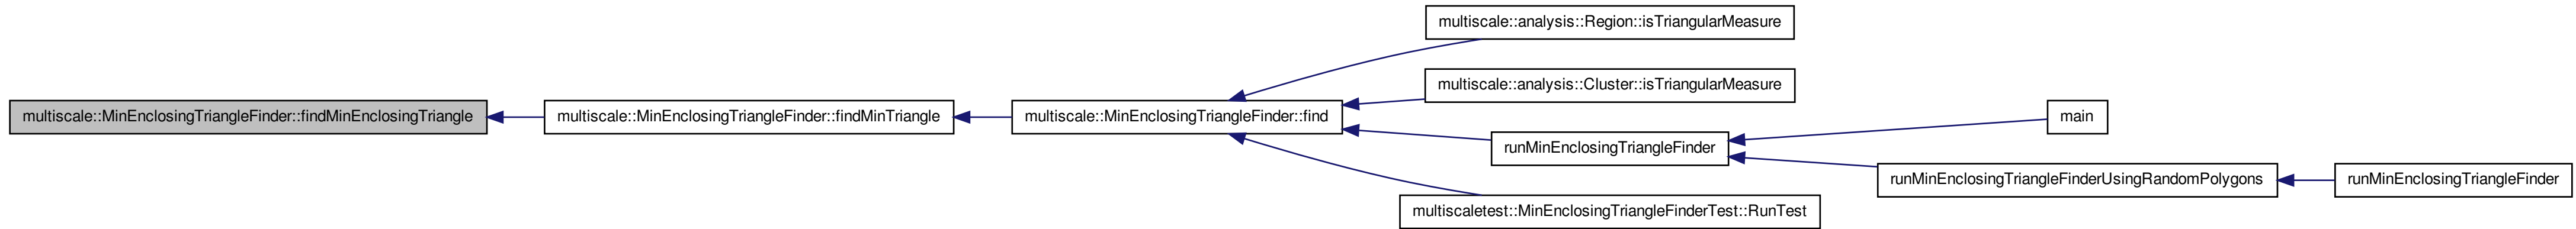 multiscale::MinEnclosingTriangleFinder::findMinEnclosingTriangle
multiscale::MinEnclosingTriangleFinder::findMinTriangle
multiscale::MinEnclosingTriangleFinder::find
multiscale::analysis::Region::isTriangularMeasure
multiscale::analysis::Cluster::isTriangularMeasure
runMinEnclosingTriangleFinder
multiscaletest::MinEnclosingTriangleFinderTest::RunTest
main
runMinEnclosingTriangleFinderUsingRandomPolygons
runMinEnclosingTriangleFinder